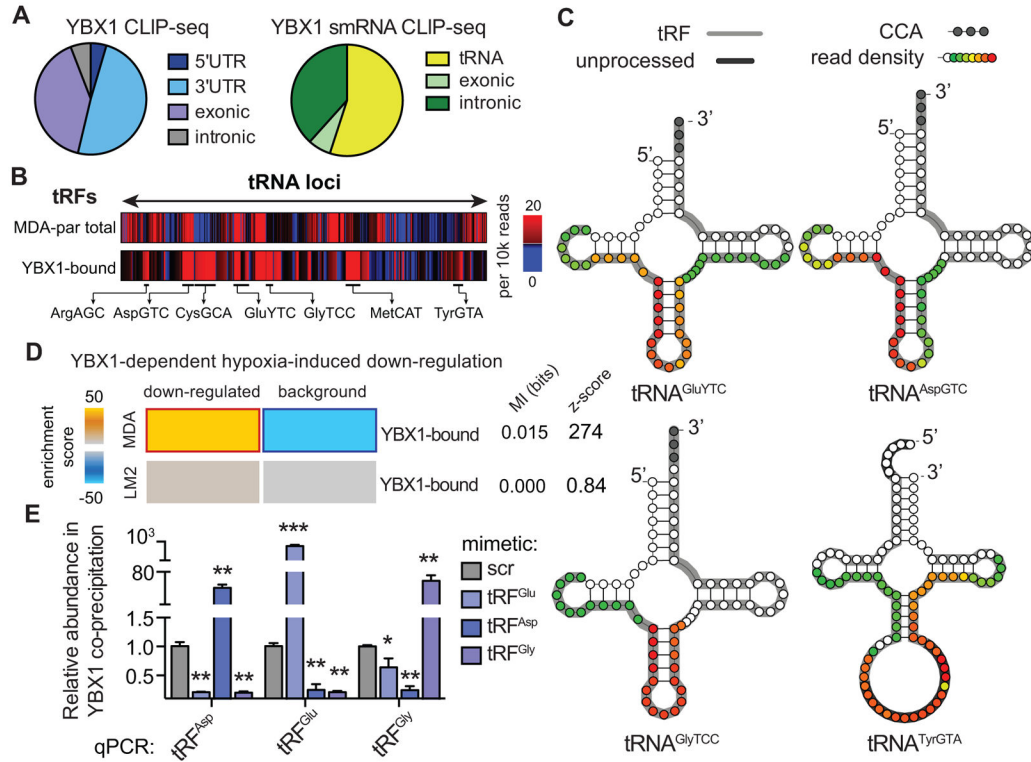 A
YBX1 CLIP-seq
5'UTR
3'UTR
exonic
intronic
YBX1 smRNA CLIP-seq
tRNA
exonic
intronic
B
tRFs
tRNA loci
MDA-par total
YBX1-bound
20
0
per 10k reads
ArgAGC AspGTC CysGCA GluYTC GlyTCC MetCAT TyrGTA
C
tRF
unprocessed
CCA
read density
3'
5'
tRNAGluYTC
3'
5'
tRNAAspGTC
3'
5'
tRNAGlyTCC
5'
3'
tRNATyrGTA
D
YBX1-dependent hypoxia-induced down-regulation
50
-50
enrichment
score
down-regulated background
MI (bits)
z-score
MDA
YBX1-bound 0.015 274
LM2
YBX1-bound 0.000 0.84
E
Relative abundance in
YBX1 co-precipitation
10³
80
40
1.5
1.0
0.5
** ** **
*** ** **
* ** **
mimetic:
scr
tRFGlu
tRFAsp
tRFGly
qPCR:
tRFAsp
tRFGlu
tRFGly